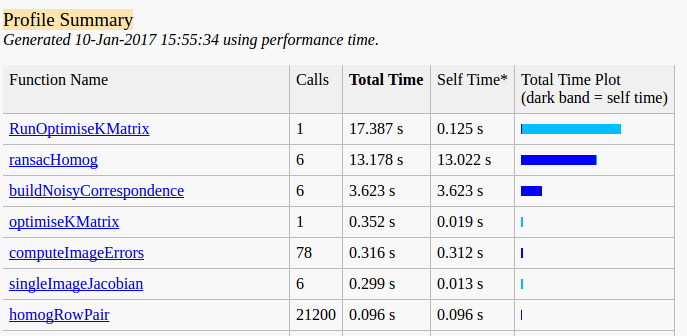 Profile Summary
Generated 10-Jan-2017 15:55:34 using performance time.
Function Name Calls Total Time Self Time* Total Time Plot
(dark band = self time)
RunOptimiseKMatrix 1 17.387 s 0.125 s
ransacHomog 6 13.178 s 13.022 s
buildNoisyCorrespondence 6 3.623 s 3.623 s
optimiseKMatrix 1 0.352 s 0.019 s
computeImageErrors 78 0.316 s 0.312 s
singleImageJacobian 6 0.299 s 0.013 s
homogRowPair 21200 0.096 s 0.096 s